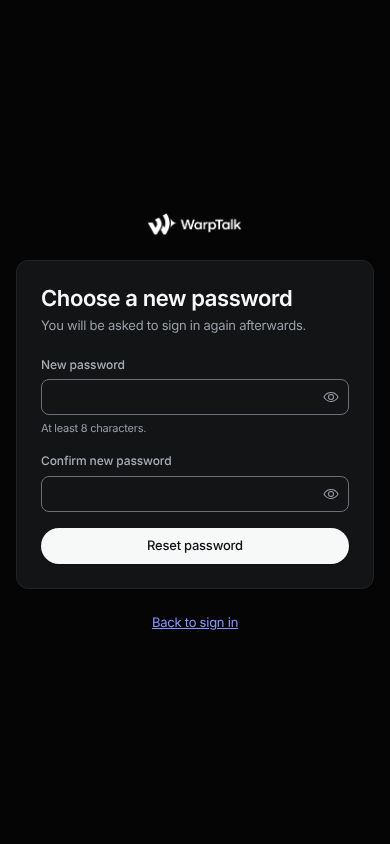 WarpTalk
Choose a new password
You will be asked to sign in again afterwards.
New password
At least 8 characters.
Confirm new password
Reset password
Back to sign in